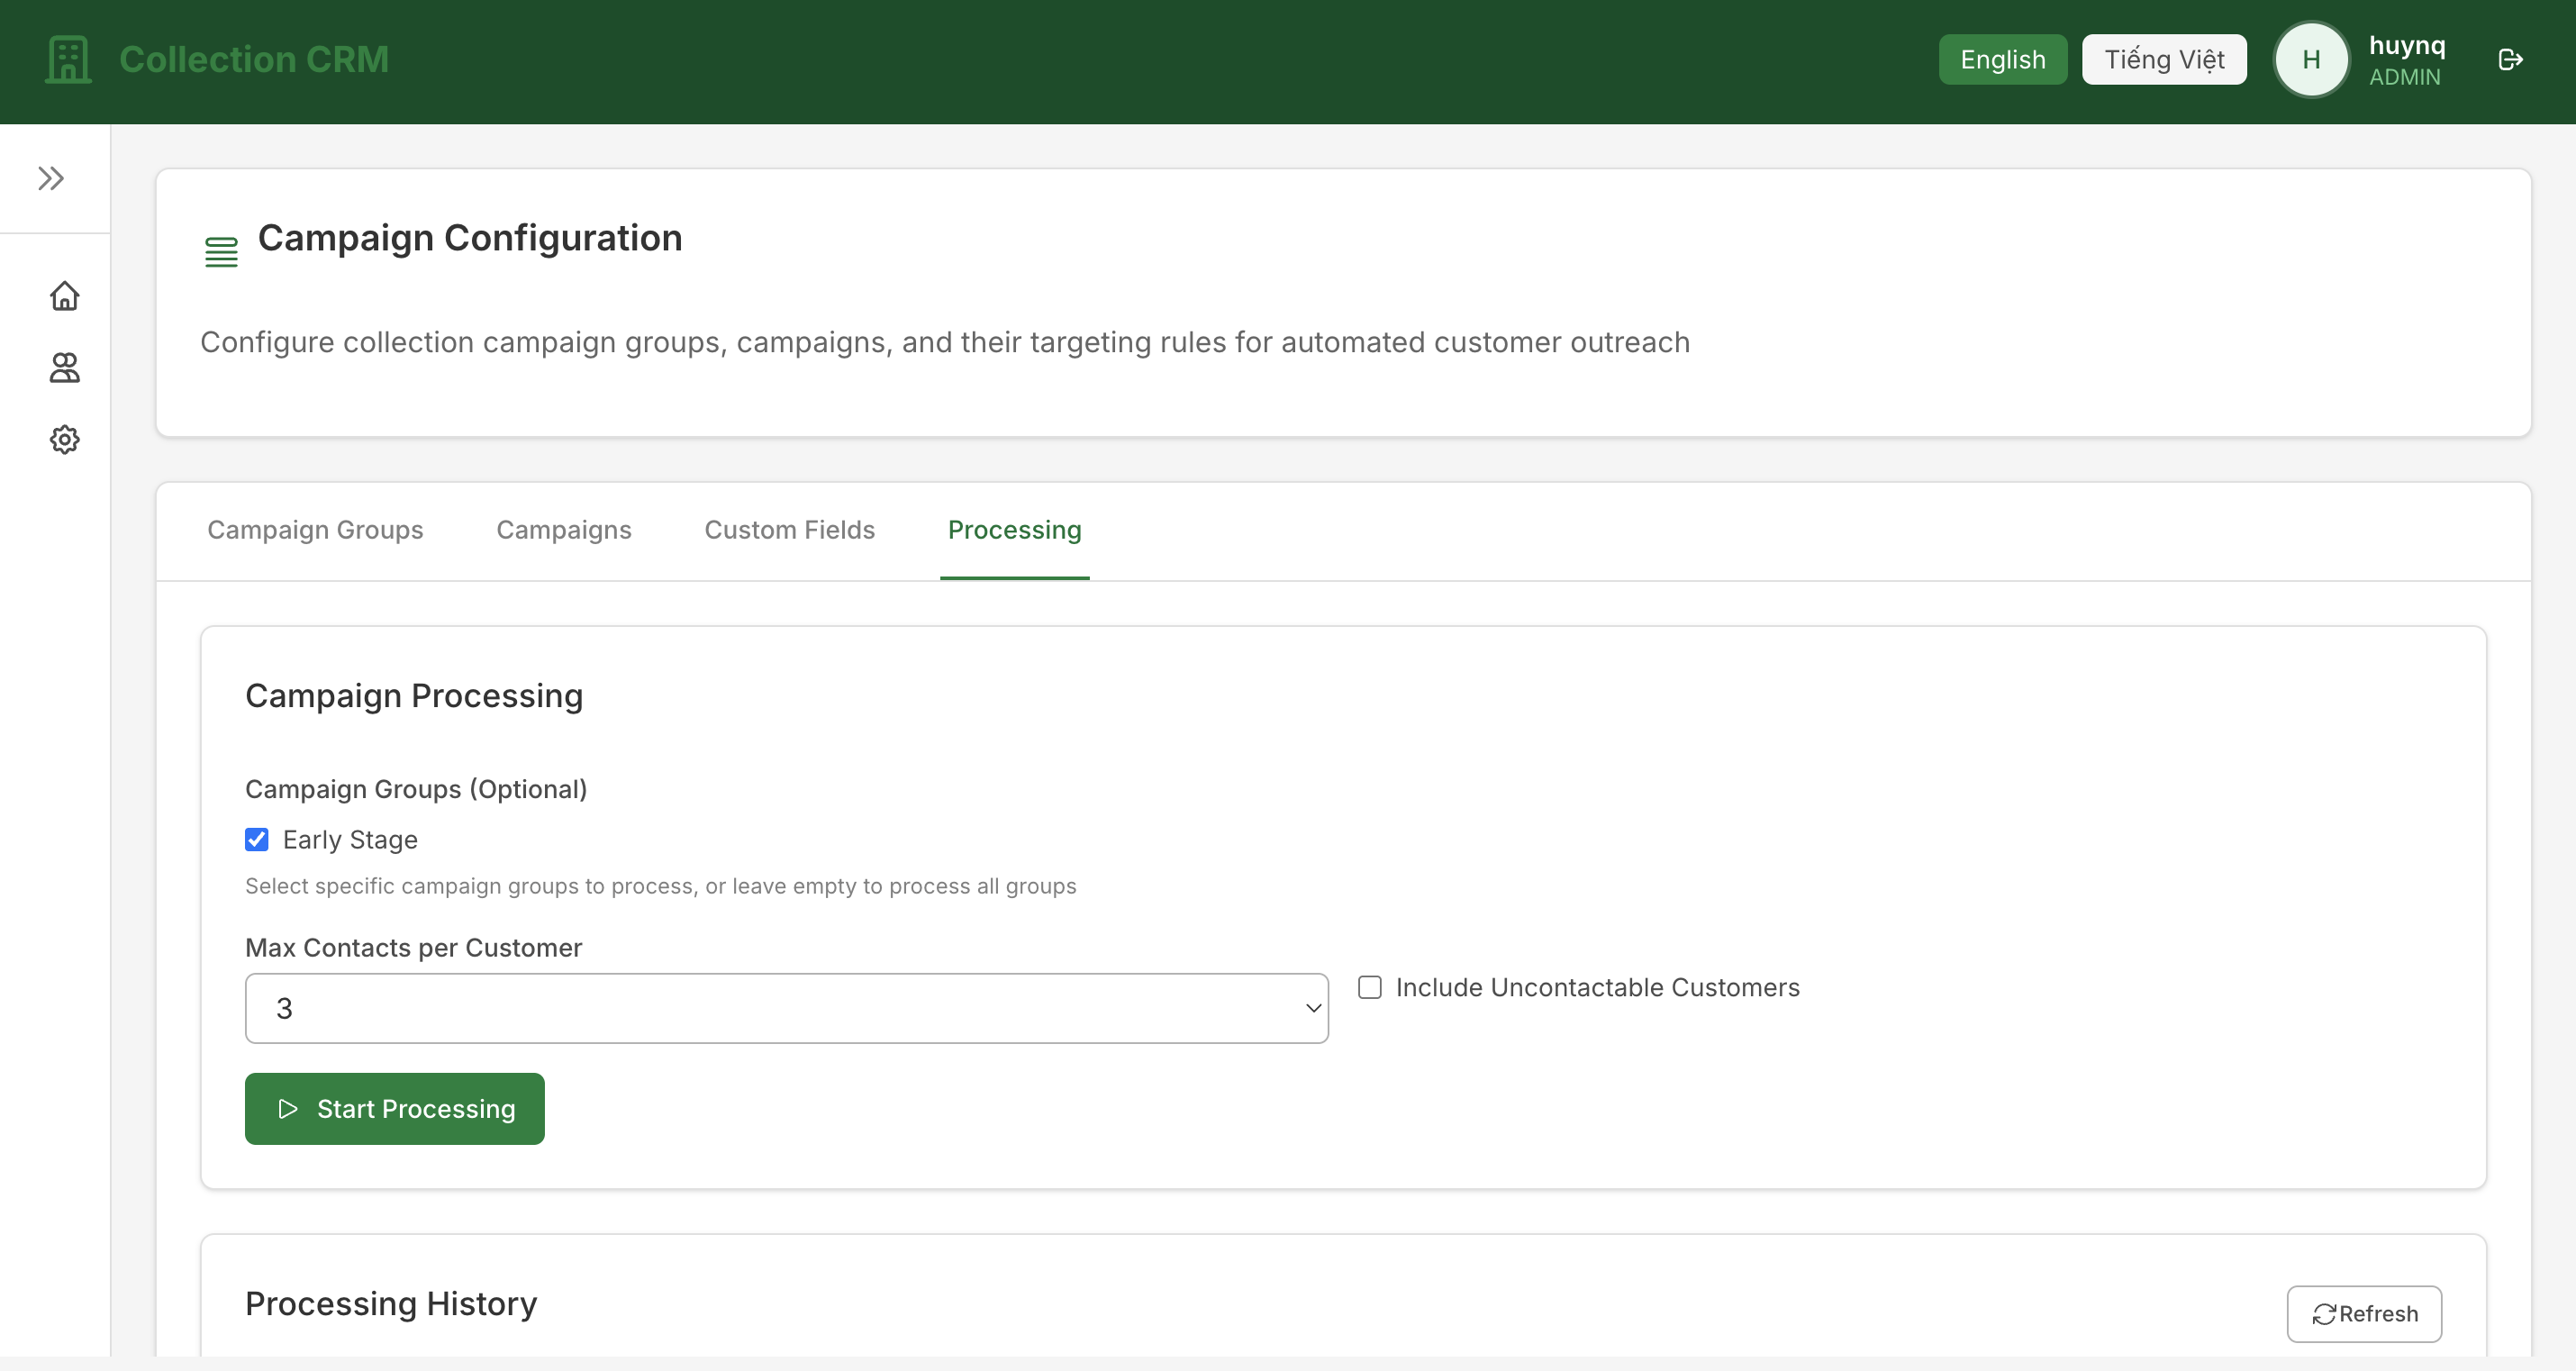 Collection CRM
English
Tiếng Việt
H
huynq
ADMIN
Campaign Configuration
Configure collection campaign groups, campaigns, and their targeting rules for automated customer outreach
Campaign Groups
Campaigns
Custom Fields
Processing
Campaign Processing
Campaign Groups (Optional)
Early Stage
Select specific campaign groups to process, or leave empty to process all groups
Max Contacts per Customer
3
Include Uncontactable Customers
Start Processing
Processing History
Refresh